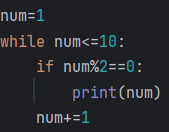 num=1
while num<=10:
    if num%2==0:
        print(num)
    num+=1